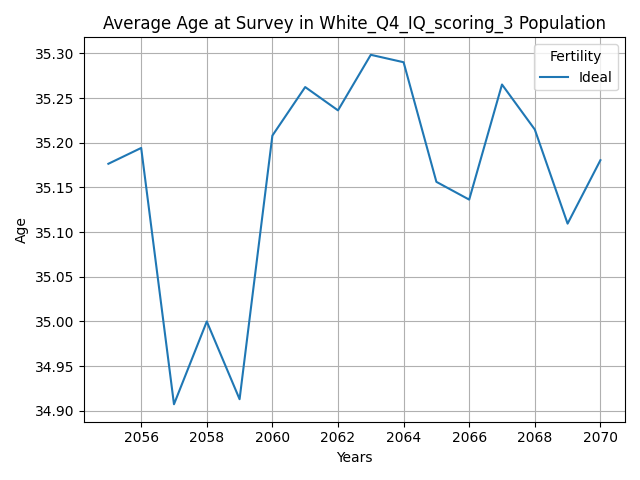 Average Age at Survey in White_Q4_IQ_scoring_3 Population
Fertility
Ideal
35.30
35.25
35.20
35.15
35.10
35.05
35.00
34.95
34.90
Age
2056 2058 2060 2062 2064 2066 2068 2070
Years